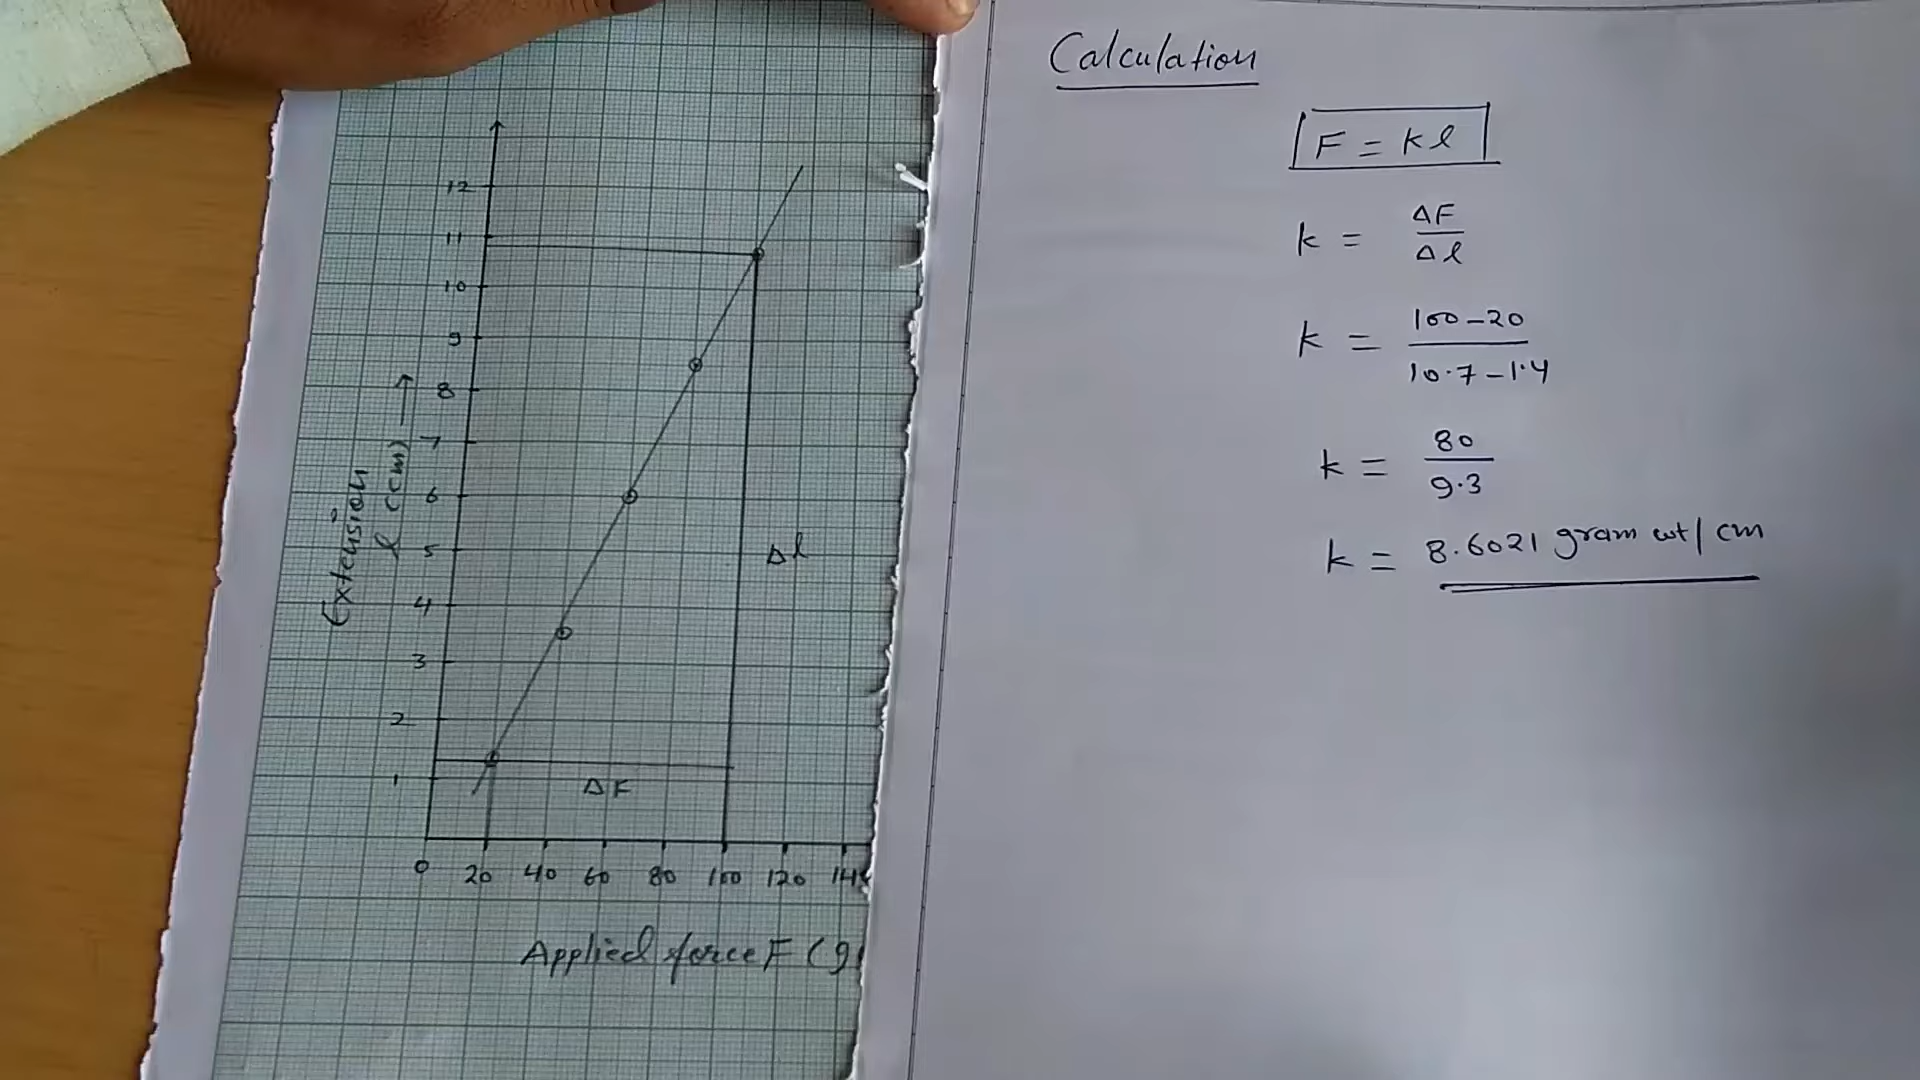 12
11
10
9
8
7
6
5
4
3
2
1
Extension
l (cm)
Δl
ΔF
0 20 40 60 80 100 120
Applied force F (g
Calculation
F = kl
k = ΔF
Δl
k = 100-20
10.7-1.4
k = 80
9.3
k = 8.6021 gram wt/cm